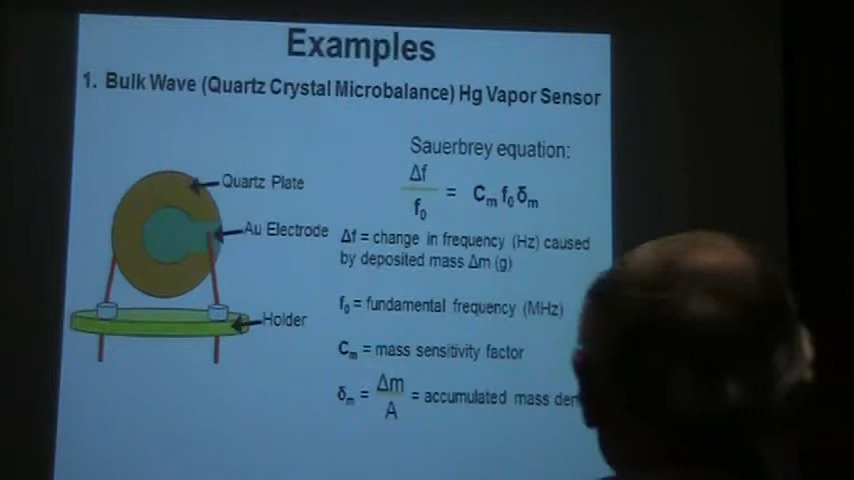 Examples
1. Bulk Wave (Quartz Crystal Microbalance) Hg Vapor Sensor
Sauerbrey equation:
Δf
f₀
= Cₘ f₀ δₘ
Quartz Plate
Au Electrode
Holder
Δf = change in frequency (Hz) caused
by deposited mass Δm (g)
f₀ = fundamental frequency (MHz)
Cₘ = mass sensitivity factor
δₘ = Δm
A
= accumulated mass